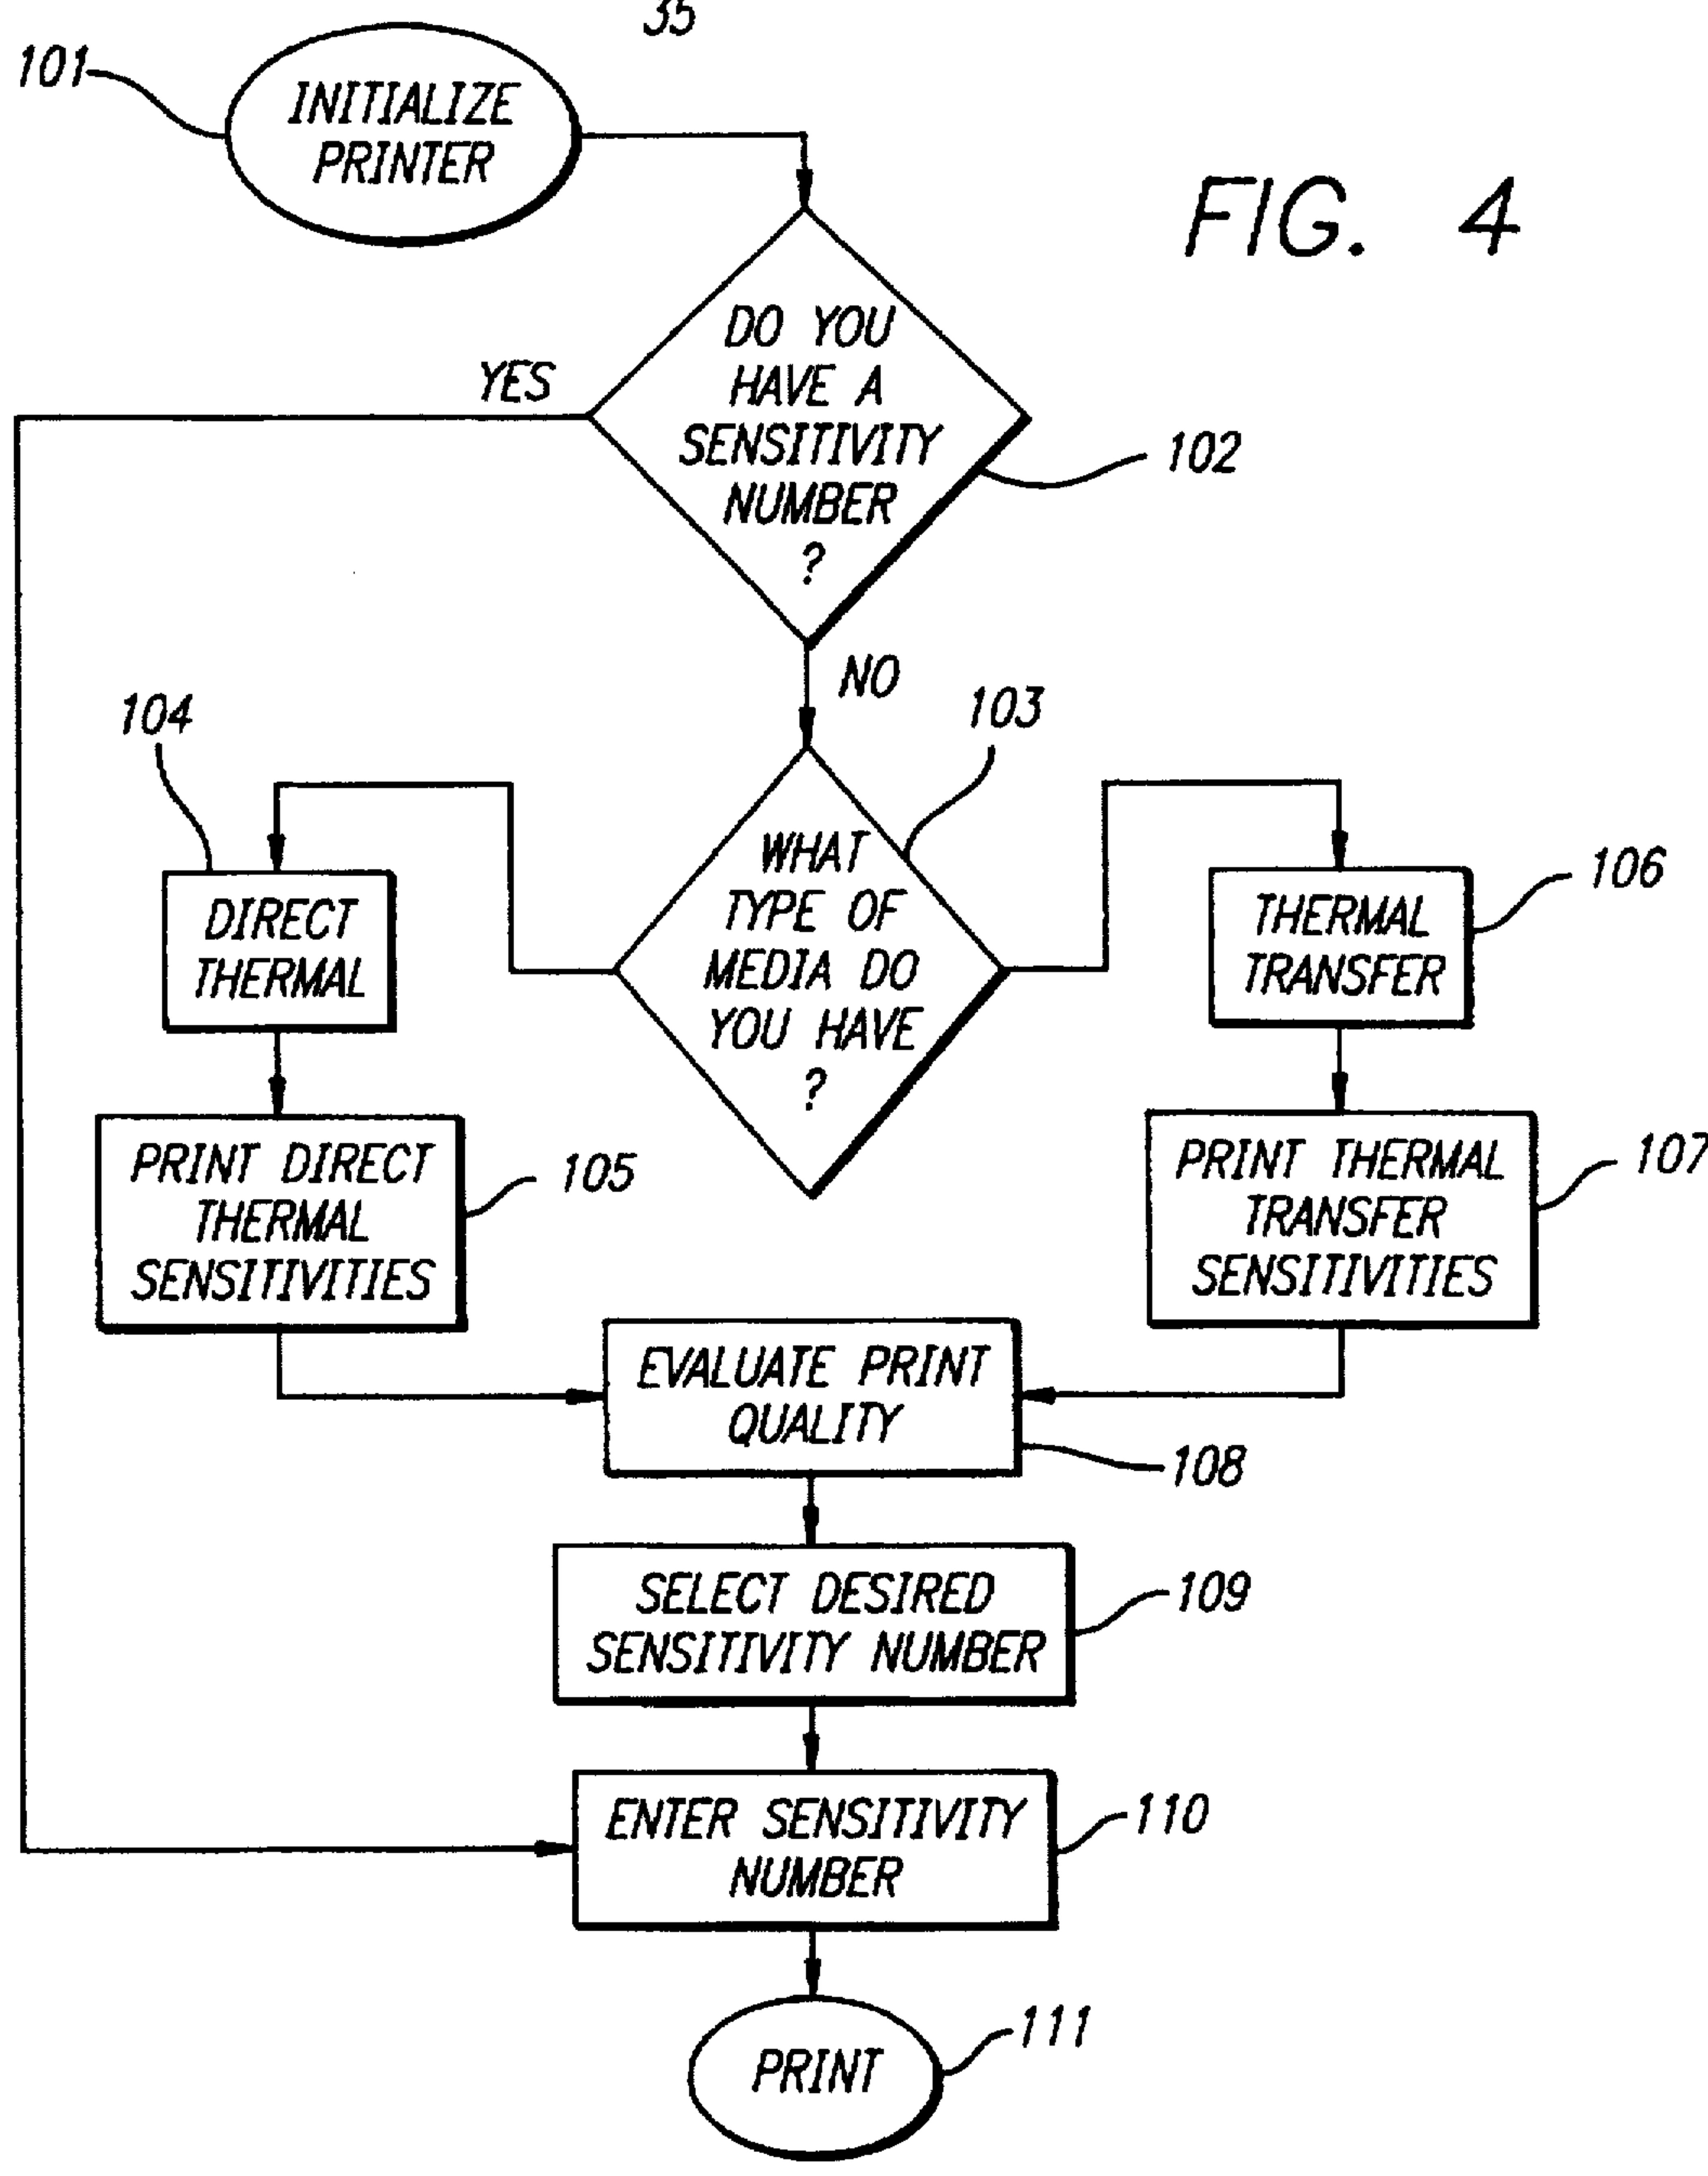 35
101
INITIALIZE
PRINTER
FIG. 4
DO YOU
HAVE A
SENSITIVITY
NUMBER
?
YES
102
NO
103
104
WHAT
TYPE OF
MEDIA DO
YOU HAVE
?
DIRECT
THERMAL
THERMAL
TRANSFER
106
PRINT DIRECT
THERMAL
SENSITIVITIES
105
PRINT THERMAL
TRANSFER
SENSITIVITIES
107
EVALUATE PRINT
QUALITY
108
SELECT DESIRED
SENSITIVITY NUMBER
109
ENTER SENSITIVITY
NUMBER
110
PRINT
111